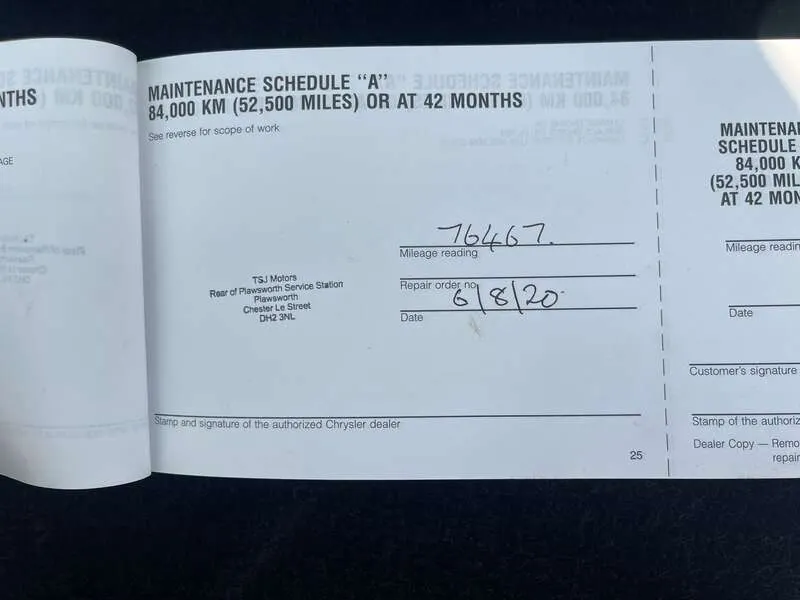 NTHS
AGE
MAINTENANCE SCHEDULE “A”
84,000 KM (52,500 MILES) OR AT 42 MONTHS
See reverse for scope of work
76467.
Mileage reading
Repair order no
6/8/20
Date
TSJ Motors
Rear of Plawsworth Service Station
Plawsworth
Chester Le Street
DH2 3NL
Stamp and signature of the authorized Chrysler dealer
25
MAINTENA
SCHEDULE
84,000 K
(52,500 MIL
AT 42 MON
Mileage readin
Date
Customer's signature
Stamp of the authoriz
Dealer Copy — Remo
repair